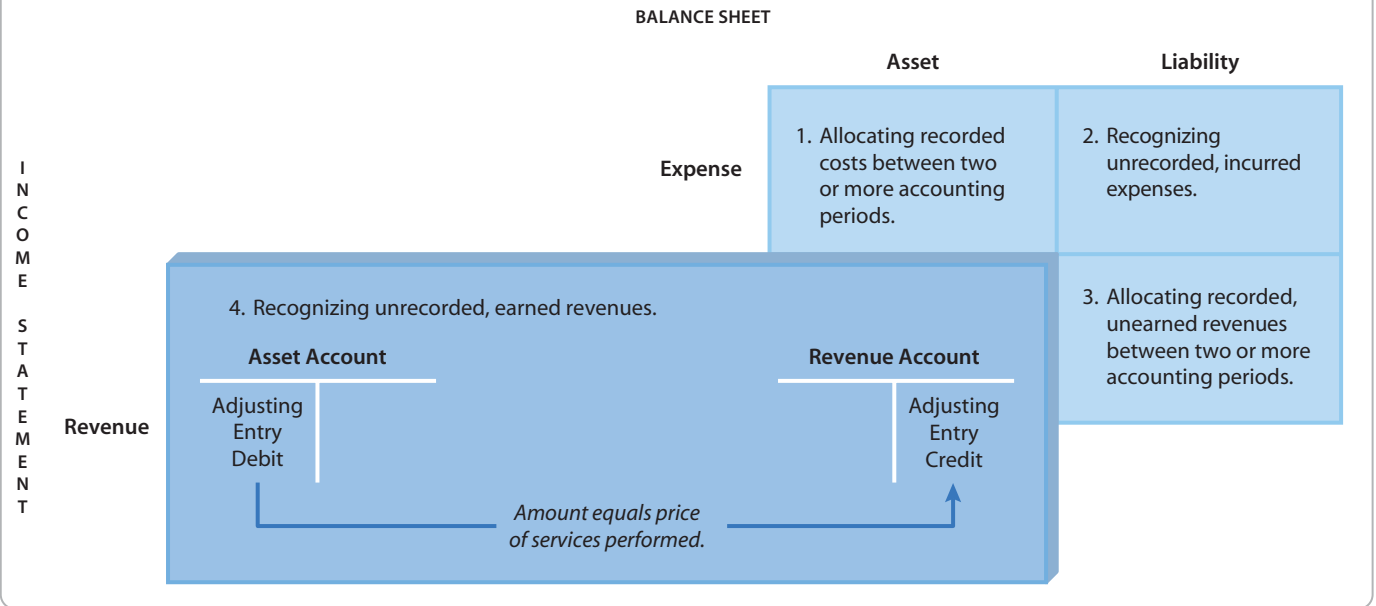 BALANCE SHEET
Asset
Liability
INCOME STATEMENT
Expense
1. Allocating recorded
costs between two
or more accounting
periods.
2. Recognizing
unrecorded, incurred
expenses.
Revenue
4. Recognizing unrecorded, earned revenues.
Asset Account
Adjusting
Entry
Debit
Revenue Account
Adjusting
Entry
Credit
Amount equals price
of services performed.
3. Allocating recorded,
unearned revenues
between two or more
accounting periods.